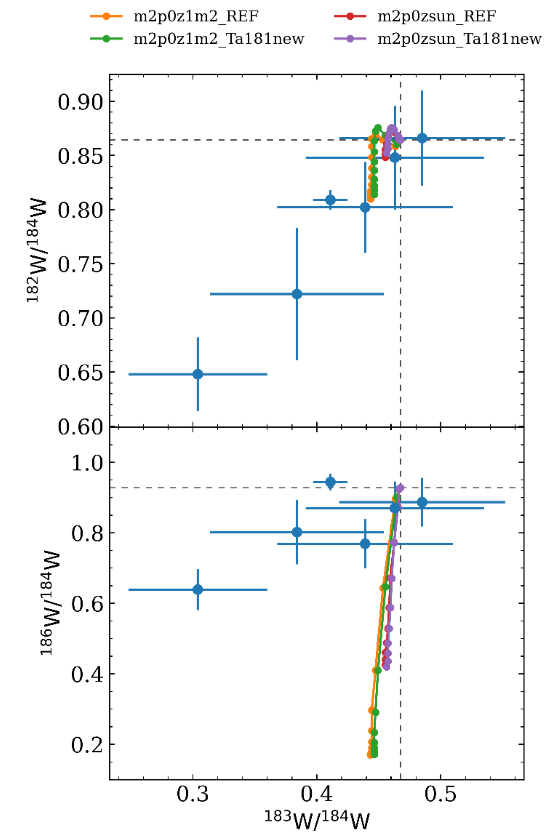 m2p0z1m2_REF
m2p0z1m2_Ta181new
m2p0zsun_REF
m2p0zsun_Ta181new
0.90
0.85
0.80
0.75
0.70
0.65
0.60
¹⁸²W/¹⁸⁴W
1.0
0.8
0.6
0.4
0.2
¹⁸⁶W/¹⁸⁴W
0.3 0.4 0.5
¹⁸³W/¹⁸⁴W